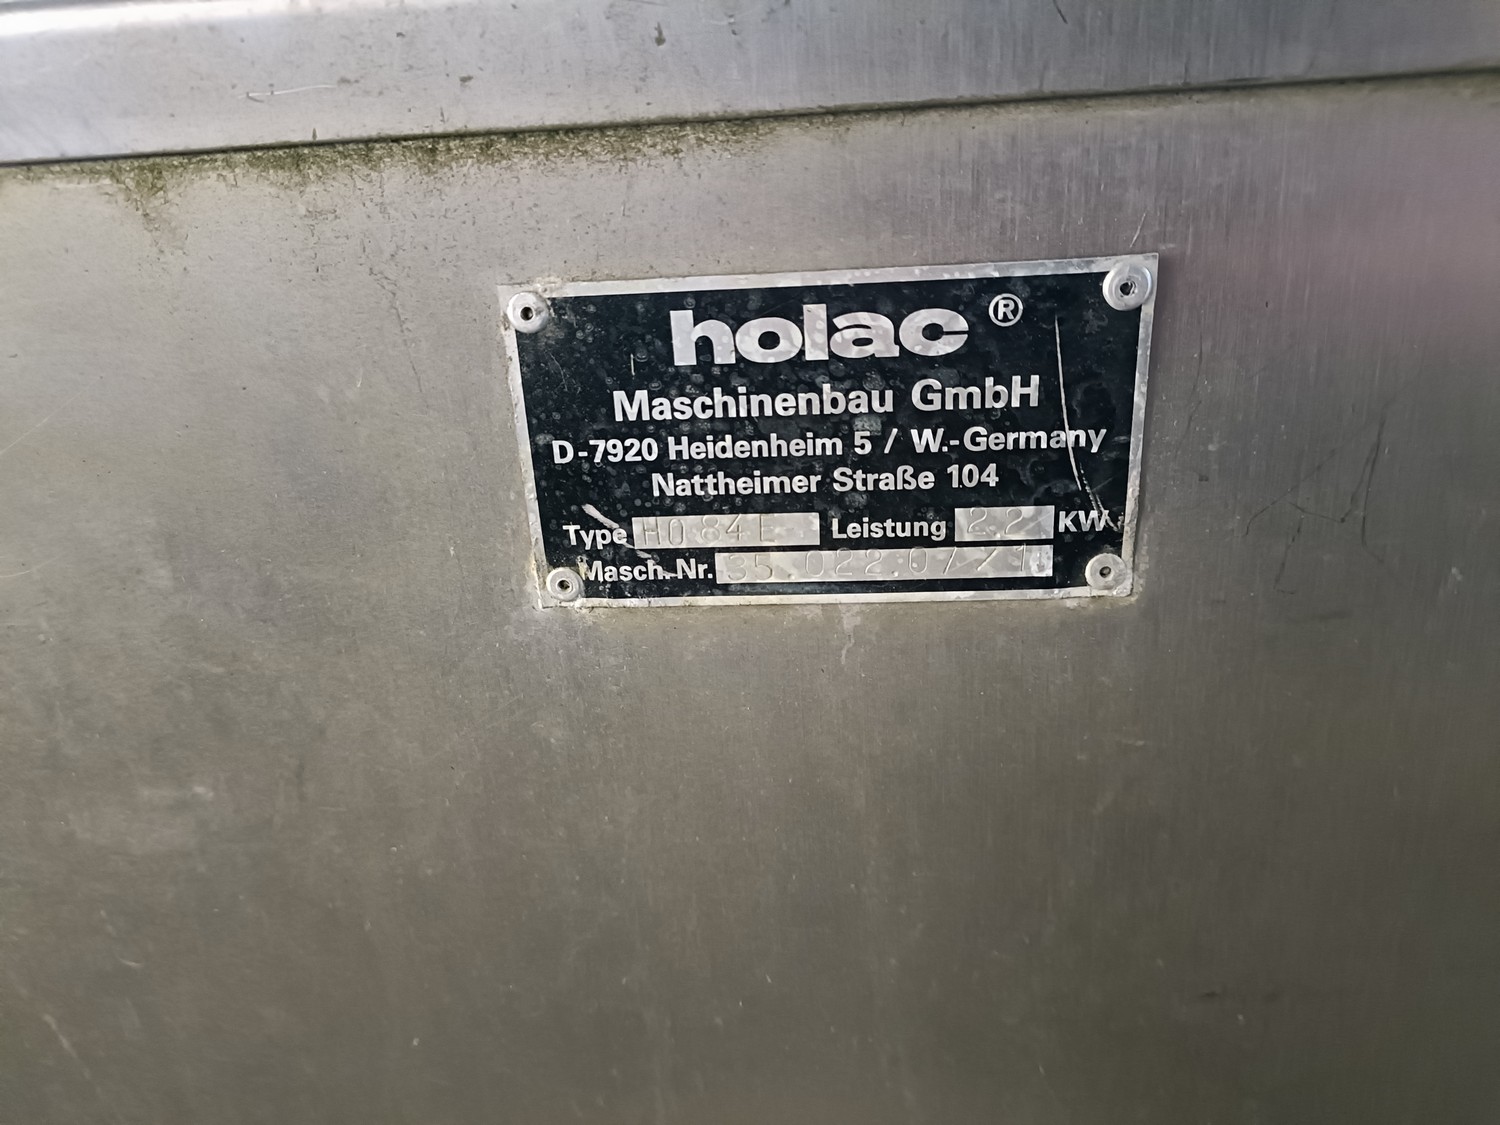 holac ®
Maschinenbau GmbH
D-7920 Heidenheim 5 / W.-Germany
Nattheimer Straße 104
Type HO 84 E Leistung 2.2 KW
Masch.-Nr. 35.022.07/1